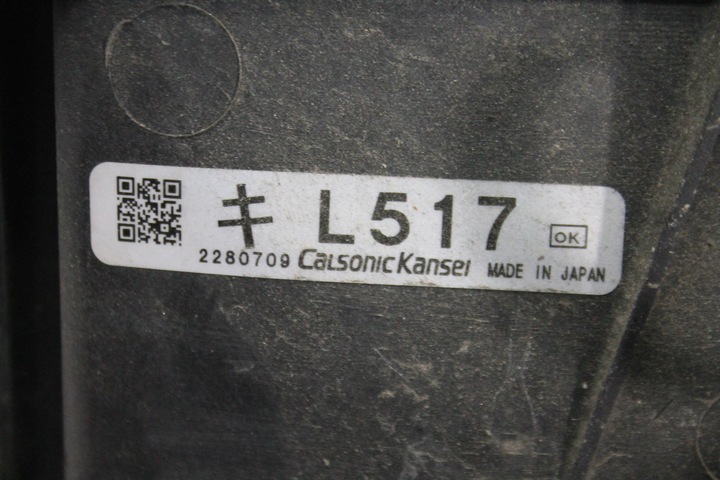 キ L517 OK
2280709 CalsonicKansei MADE IN JAPAN